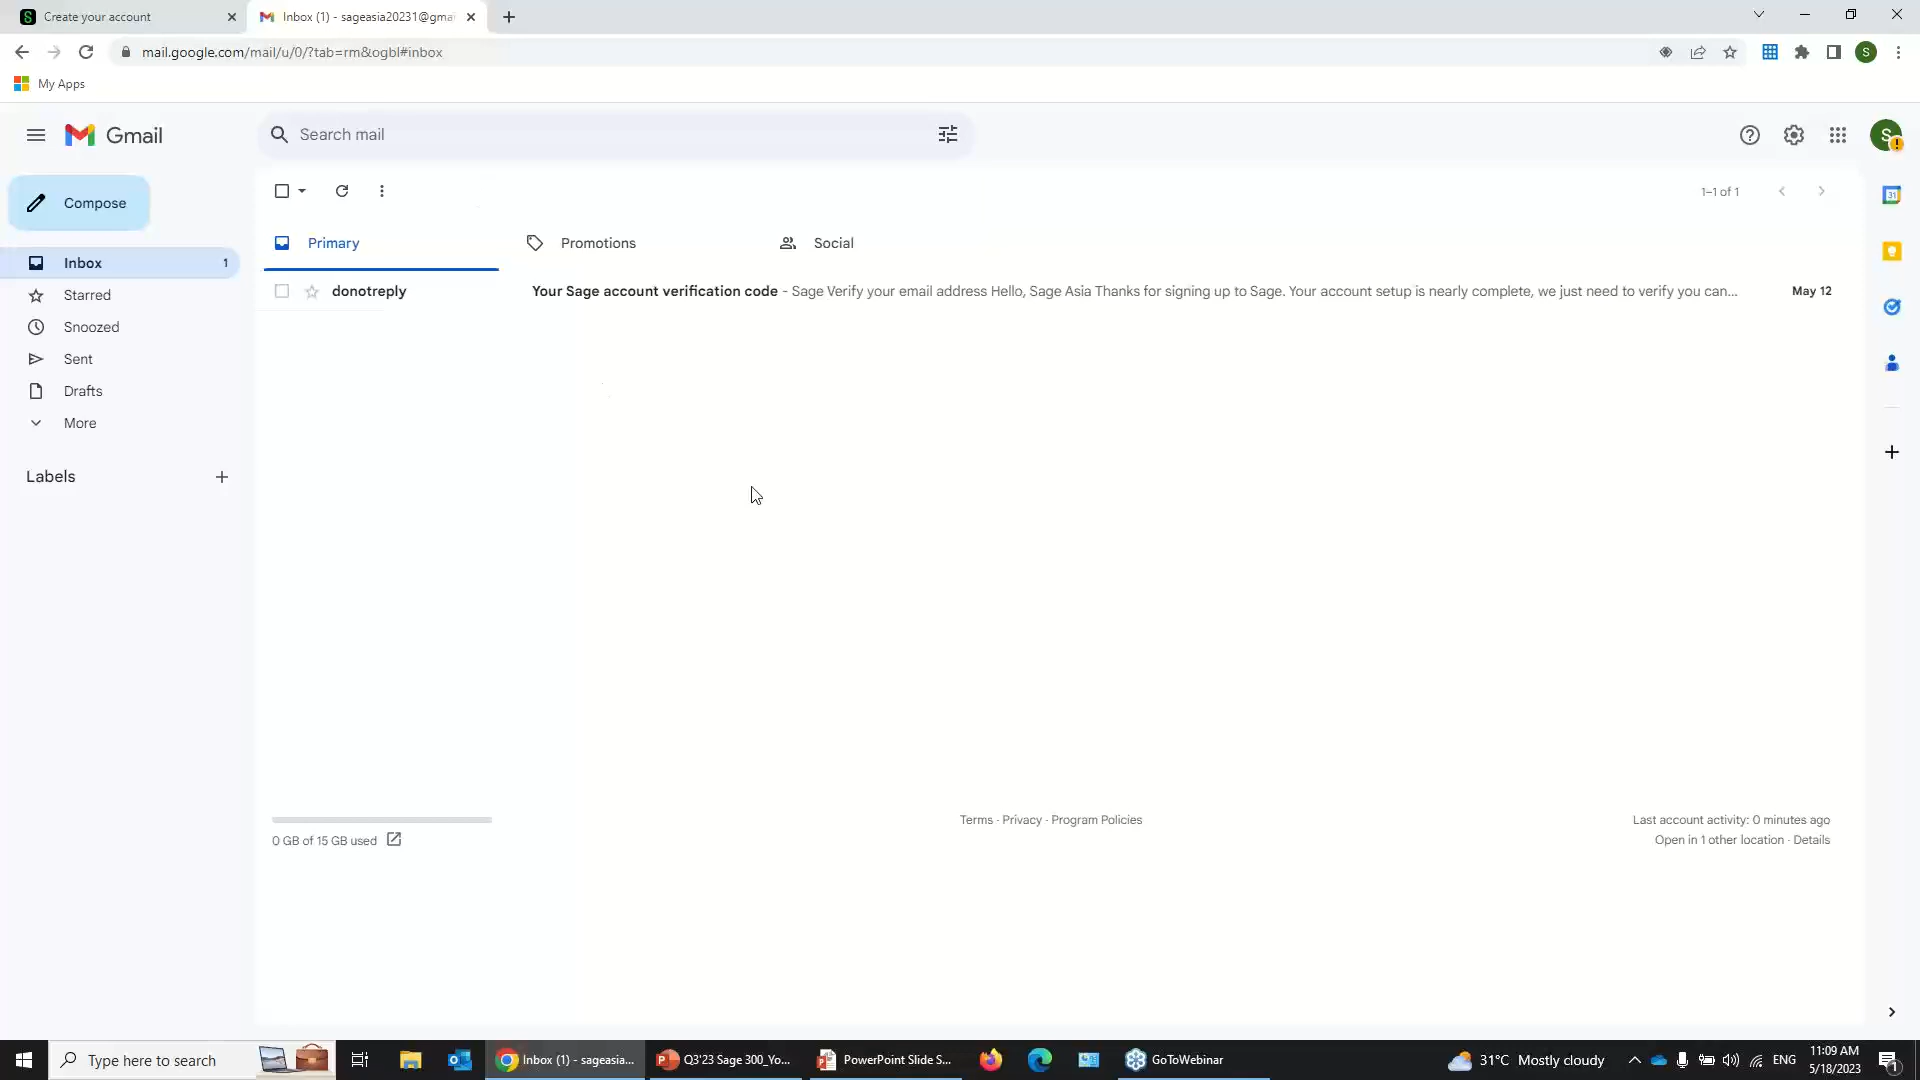 Create your account
Inbox (1) - sageasia20231@gmai
mail.google.com/mail/u/0/?tab=rm&ogbl#inbox
S
My Apps
Gmail
Search mail
S
Compose
1–1 of 1
31
Primary
Promotions
Social
Inbox 1
donotreply
Your Sage account verification code - Sage Verify your email address Hello, Sage Asia Thanks for signing up to Sage. Your account setup is nearly complete, we just need to verify you can...
May 12
Starred
Snoozed
Sent
Drafts
More
Labels
0 GB of 15 GB used
Terms · Privacy · Program Policies
Last account activity: 0 minutes ago
Open in 1 other location · Details
Type here to search
Inbox (1) - sageasia...
Q3'23 Sage 300_Yo...
PowerPoint Slide S...
GoToWebinar
31°C Mostly cloudy
ENG
11:09 AM
5/18/2023
1